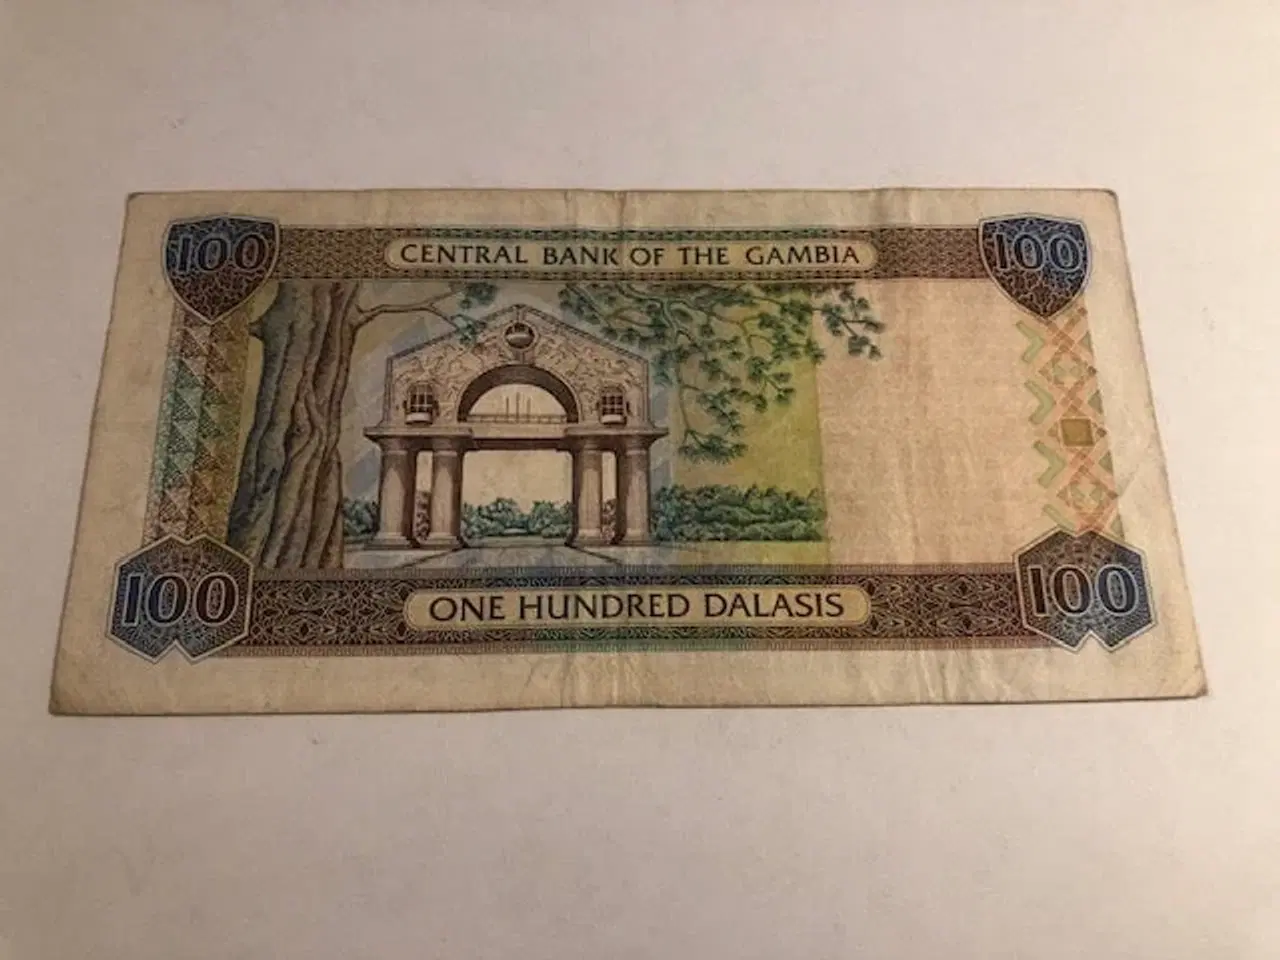 100 CENTRAL BANK OF THE GAMBIA 100
100 ONE HUNDRED DALASIS 100